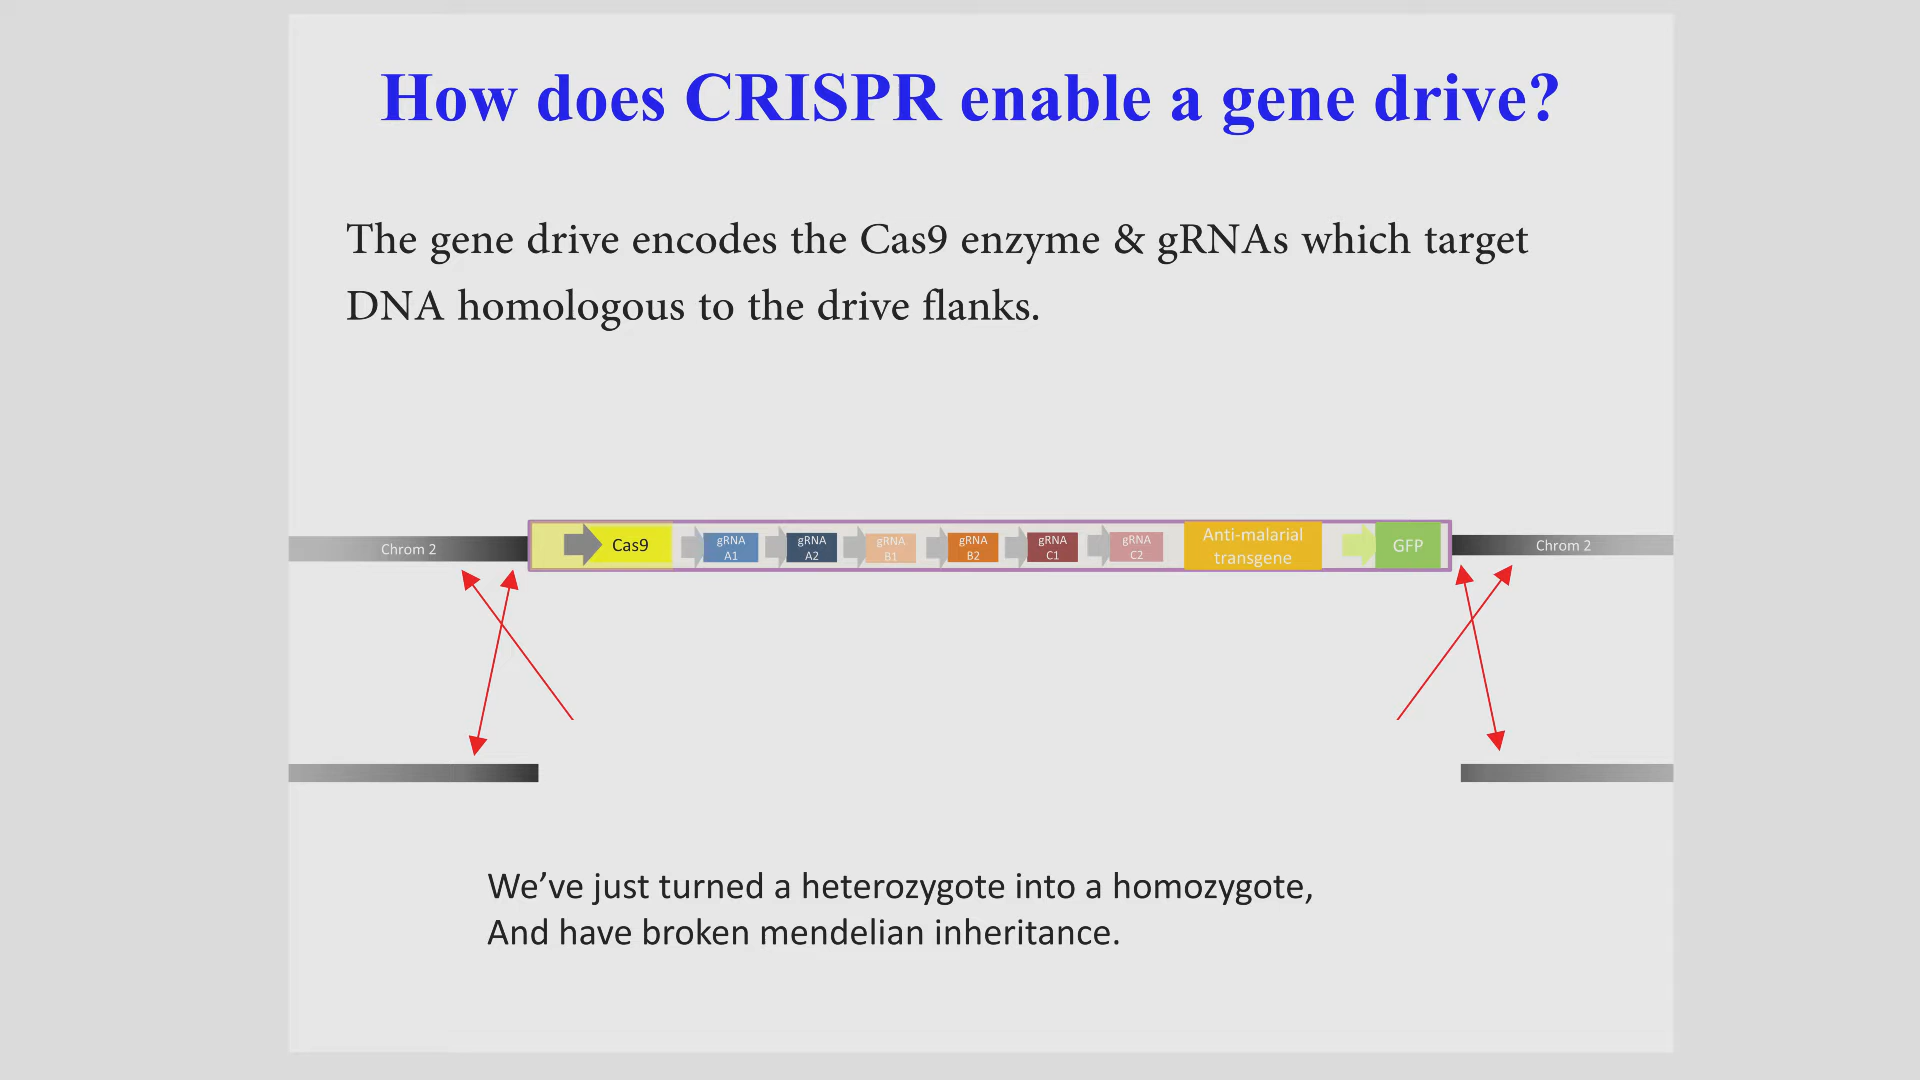 How does CRISPR enable a gene drive?
The gene drive encodes the Cas9 enzyme & gRNAs which target
DNA homologous to the drive flanks.
Chrom 2
Cas9
gRNA
A1
gRNA
A2
gRNA
B1
gRNA
B2
gRNA
C1
gRNA
C2
Anti-malarial
transgene
GFP
Chrom 2
We’ve just turned a heterozygote into a homozygote,
And have broken mendelian inheritance.